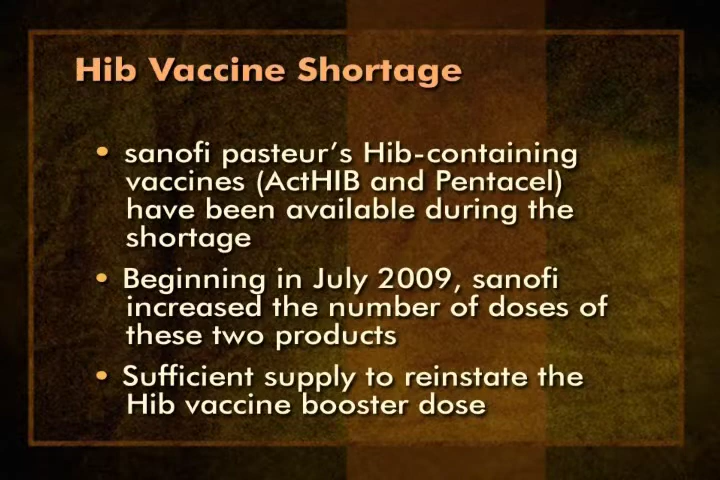 Hib Vaccine Shortage
• sanofi pasteur's Hib-containing
vaccines (ActHIB and Pentacel)
have been available during the
shortage
• Beginning in July 2009, sanofi
increased the number of doses of
these two products
• Sufficient supply to reinstate the
Hib vaccine booster dose